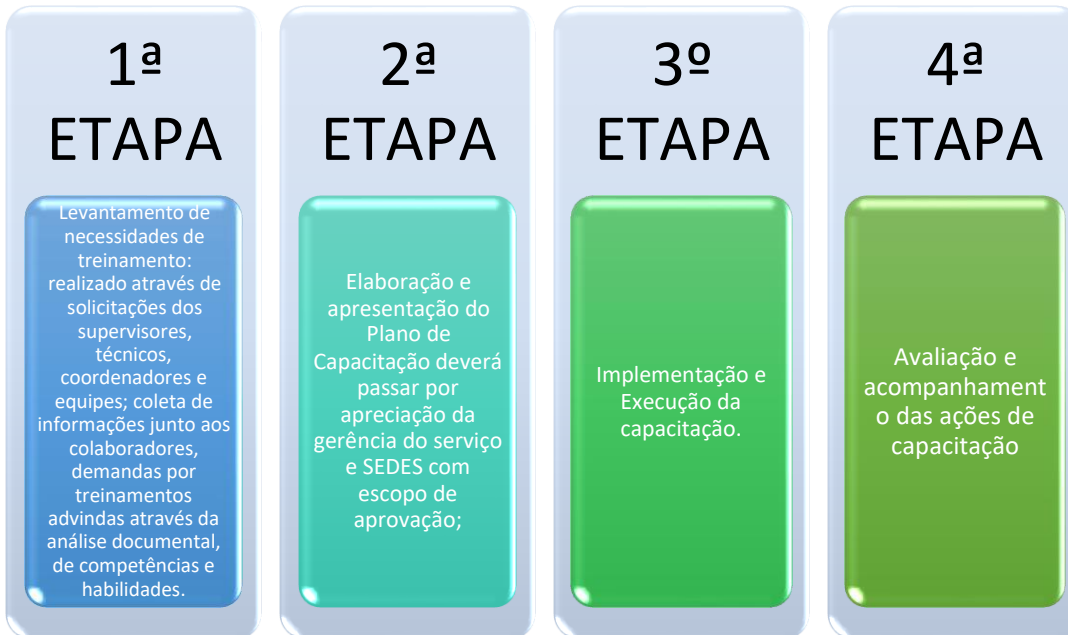 1ª
ETAPA
Levantamento de
necessidades de
treinamento:
realizado através de
solicitações dos
supervisores,
técnicos,
coordenadores e
equipes; coleta de
informações junto aos
colaboradores,
demandas por
treinamentos
advindas através da
análise documental,
de competências e
habilidades.
2ª
ETAPA
Elaboração e
apresentação do
Plano de
Capacitação deverá
passar por
apreciação da
gerência do serviço
e SEDES com
escopo de
aprovação;
3º
ETAPA
Implementação e
Execução da
capacitação.
4ª
ETAPA
Avaliação e
acompanhament
o das ações de
capacitação